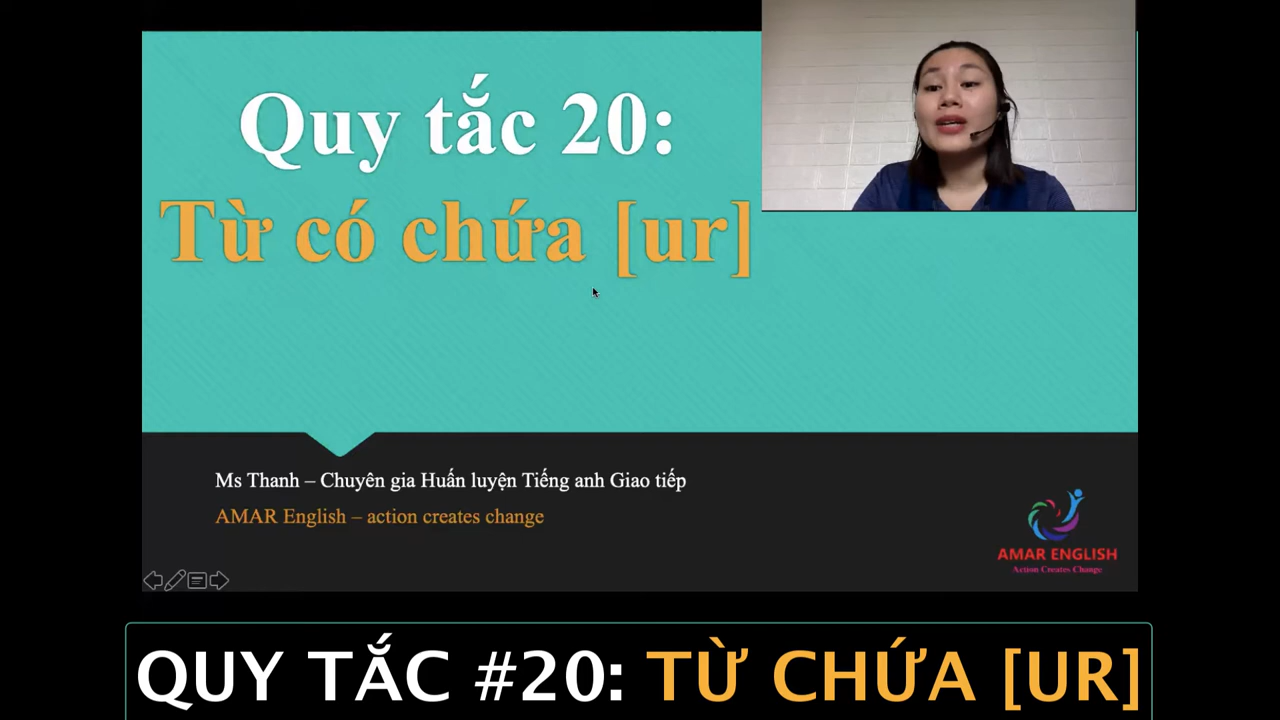 Quy tắc 20:
Từ có chứa [ur]
Ms Thanh – Chuyên gia Huấn luyện Tiếng anh Giao tiếp
AMAR English – action creates change
AMAR ENGLISH
Action Creates Change
QUY TẮC #20: TỪ CHỨA [UR]